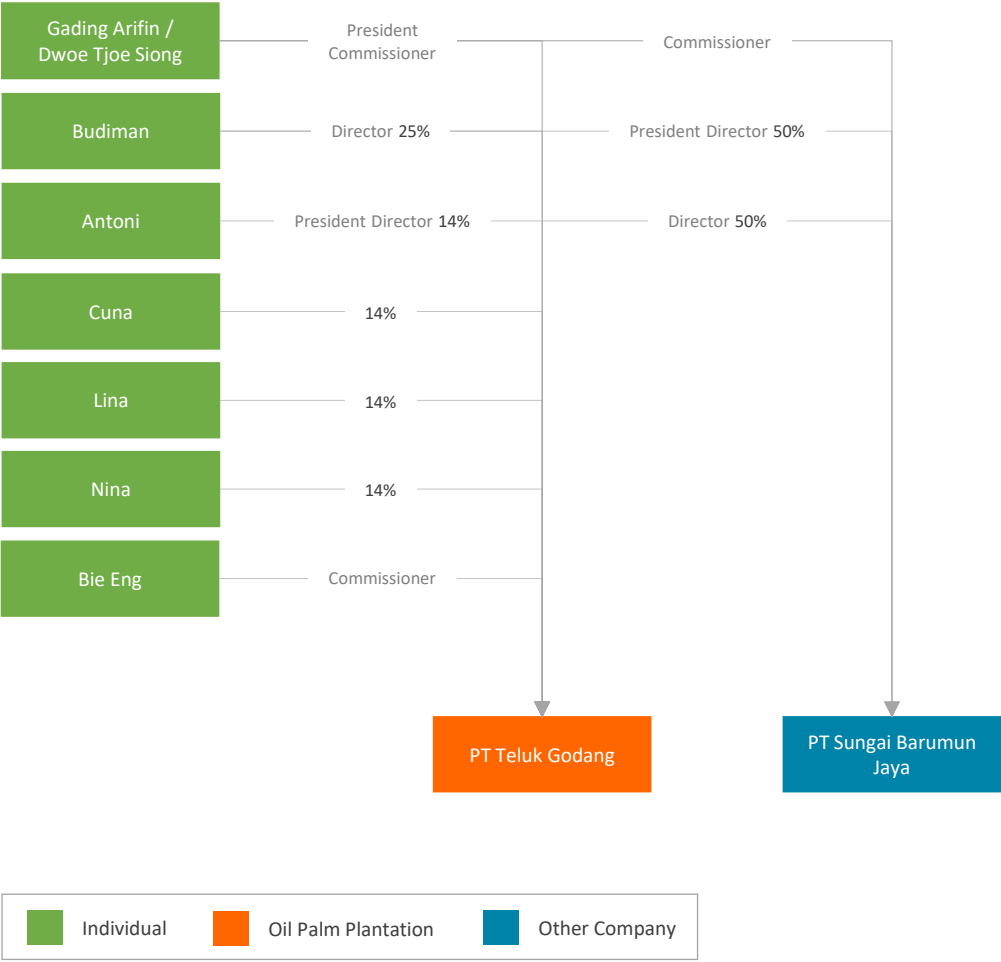 Gading Arifin /
Dwoe Tjoe Siong
President
Commissioner
Commissioner
Budiman
Director 25%
President Director 50%
Antoni
President Director 14%
Director 50%
Cuna
14%
Lina
14%
Nina
14%
Bie Eng
Commissioner
PT Teluk Godang
PT Sungai Barumun
Jaya
Individual
Oil Palm Plantation
Other Company